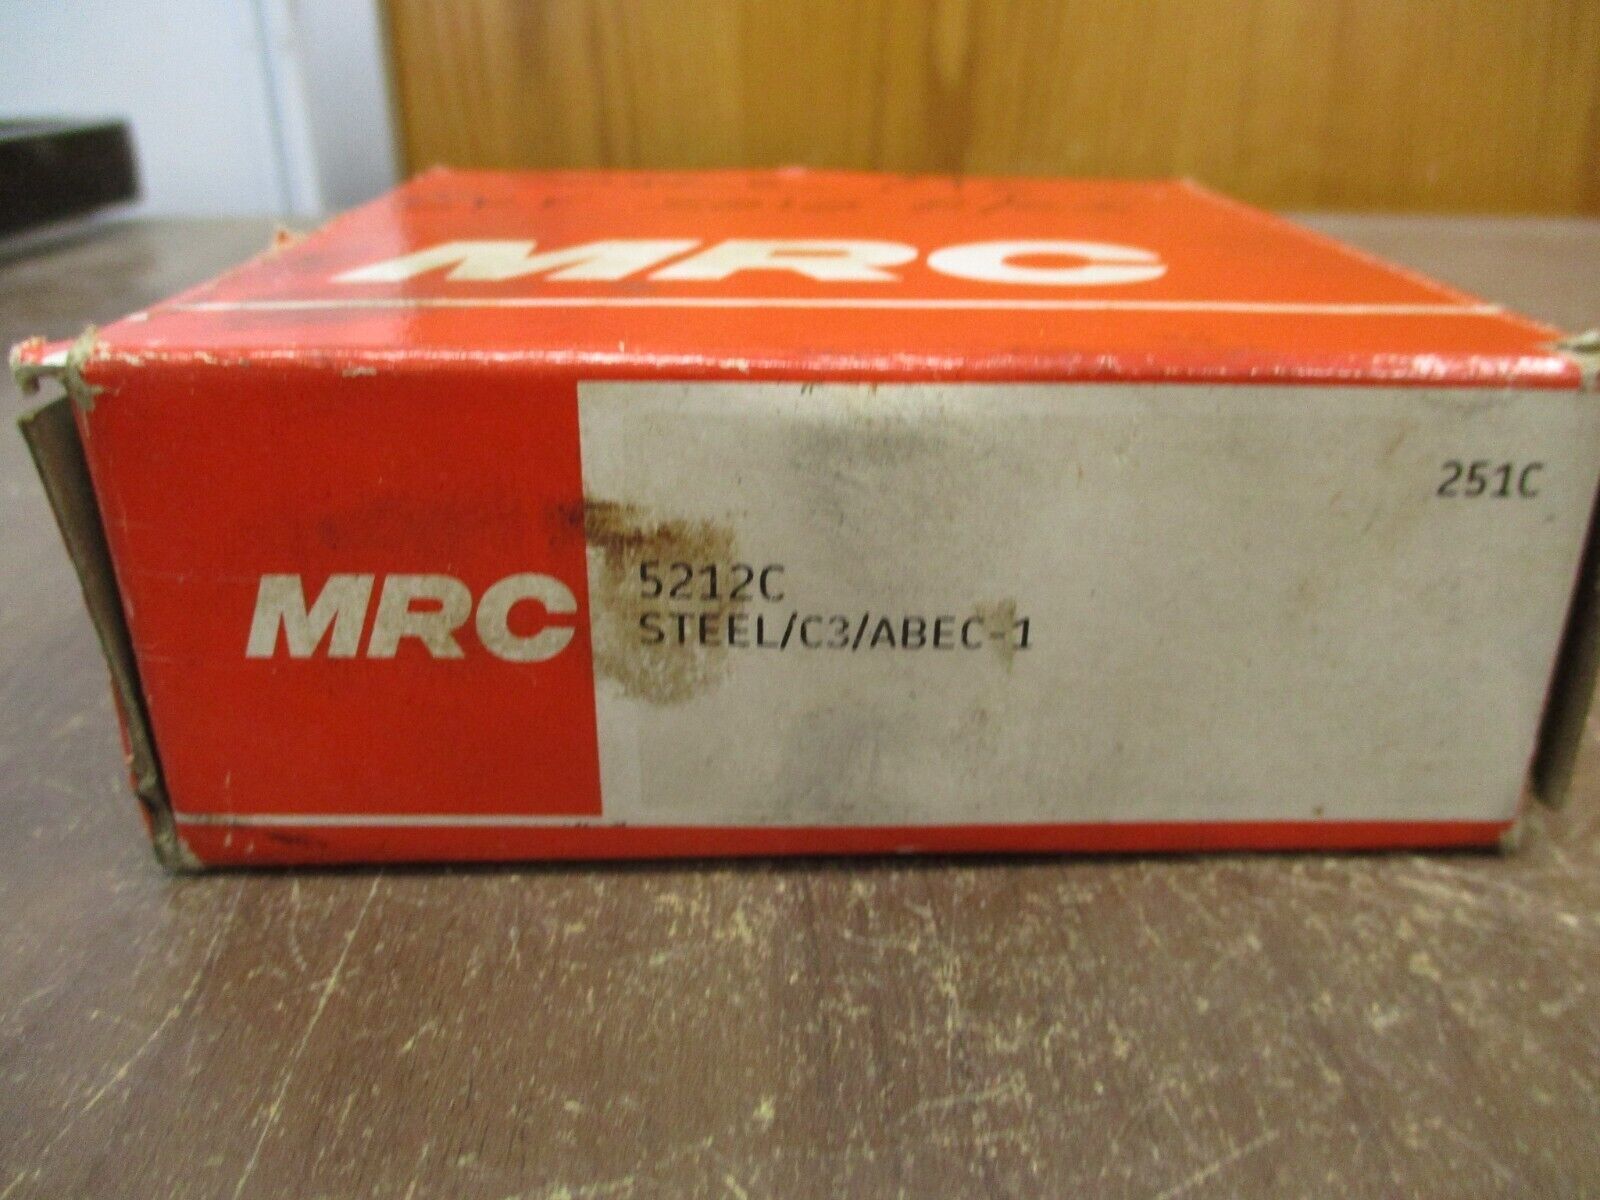 MRC
251C
MRC
5212C
STEEL/C3/ABEC-1